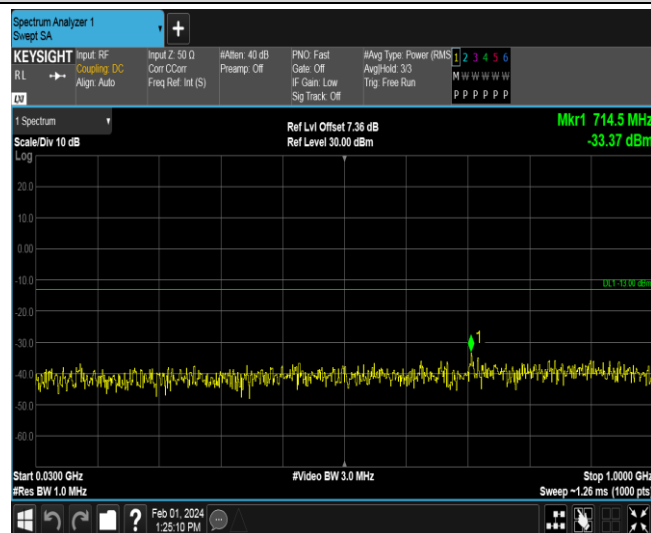 Spectrum Analyzer 1
Swept SA
+
KEYSIGHT
RL
Input: RF
Coupling: DC
Align: Auto
Input Z: 50 Ω
Corr CCorr
Freq Ref: Int (S)
#Atten: 40 dB
Preamp: Off
PNO: Fast
Gate: Off
IF Gain: Low
Sig Track: Off
#Avg Type: Power (RMS
Avg|Hold: 3/3
Trig: Free Run
1 2 3 4 5 6
M W W W W W
P P P P P P
1 Spectrum
Scale/Div 10 dB
Log
Ref Lvl Offset 7.36 dB
Ref Level 30.00 dBm
Mkr1 714.5 MHz
-33.37 dBm
20.0
10.0
0.00
-10.0
DL1 -13.00 dBm
-20.0
-30.0
1
-40.0
-50.0
-60.0
Start 0.0300 GHz
#Video BW 3.0 MHz
Stop 1.0000 GHz
#Res BW 1.0 MHz
Sweep ~1.26 ms (1000 pts)
?
Feb 01, 2024
1:25:10 PM